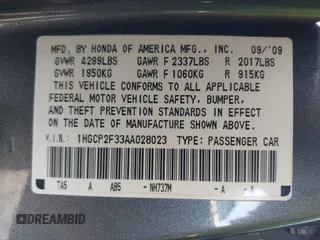 MFD. BY HONDA OF AMERICA MFG., INC. 09/'09
GVWR 4299LBS GAWR F 2337LBS R 2017LBS
GVWR 1950KG GAWR F 1060KG R 915KG
THIS VEHICLE CONFORMS TO ALL APPLICABLE
FEDERAL MOTOR VEHICLE SAFETY, BUMPER,
AND THEFT PREVENTION STANDARDS IN EFFECT
ON THE DATE OF MANUFACTURE SHOWN ABOVE.
V.I.N: 1HGCP2F33AA028023 TYPE: PASSENGER CAR
TA5 A AB5 - NH737M -A -A
DREAMBID